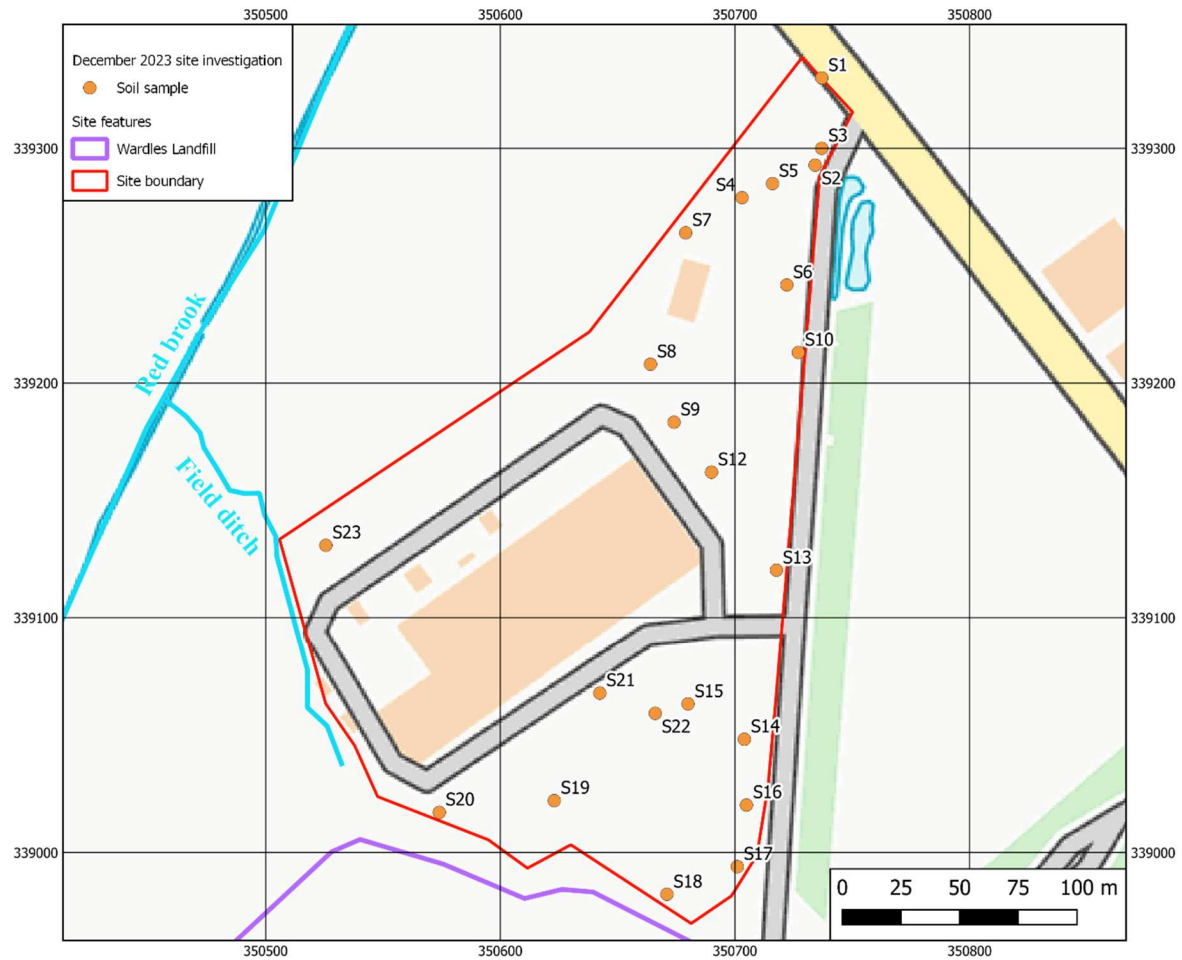 350500 350600 350700 350800
December 2023 site investigation
Soil sample
Site features
Wardles Landfill
Site boundary
S1
339300 S3 339300
S5
S2
S4
S7
S6
Red brook
S10
S8
339200 339200
S9
S12
Field ditch
S23
S13
339100 339100
S21
S15
S22
S14
S19
S16
S20
339000 S17 339000
S18
0 25 50 75 100 m
350500 350600 350700 350800